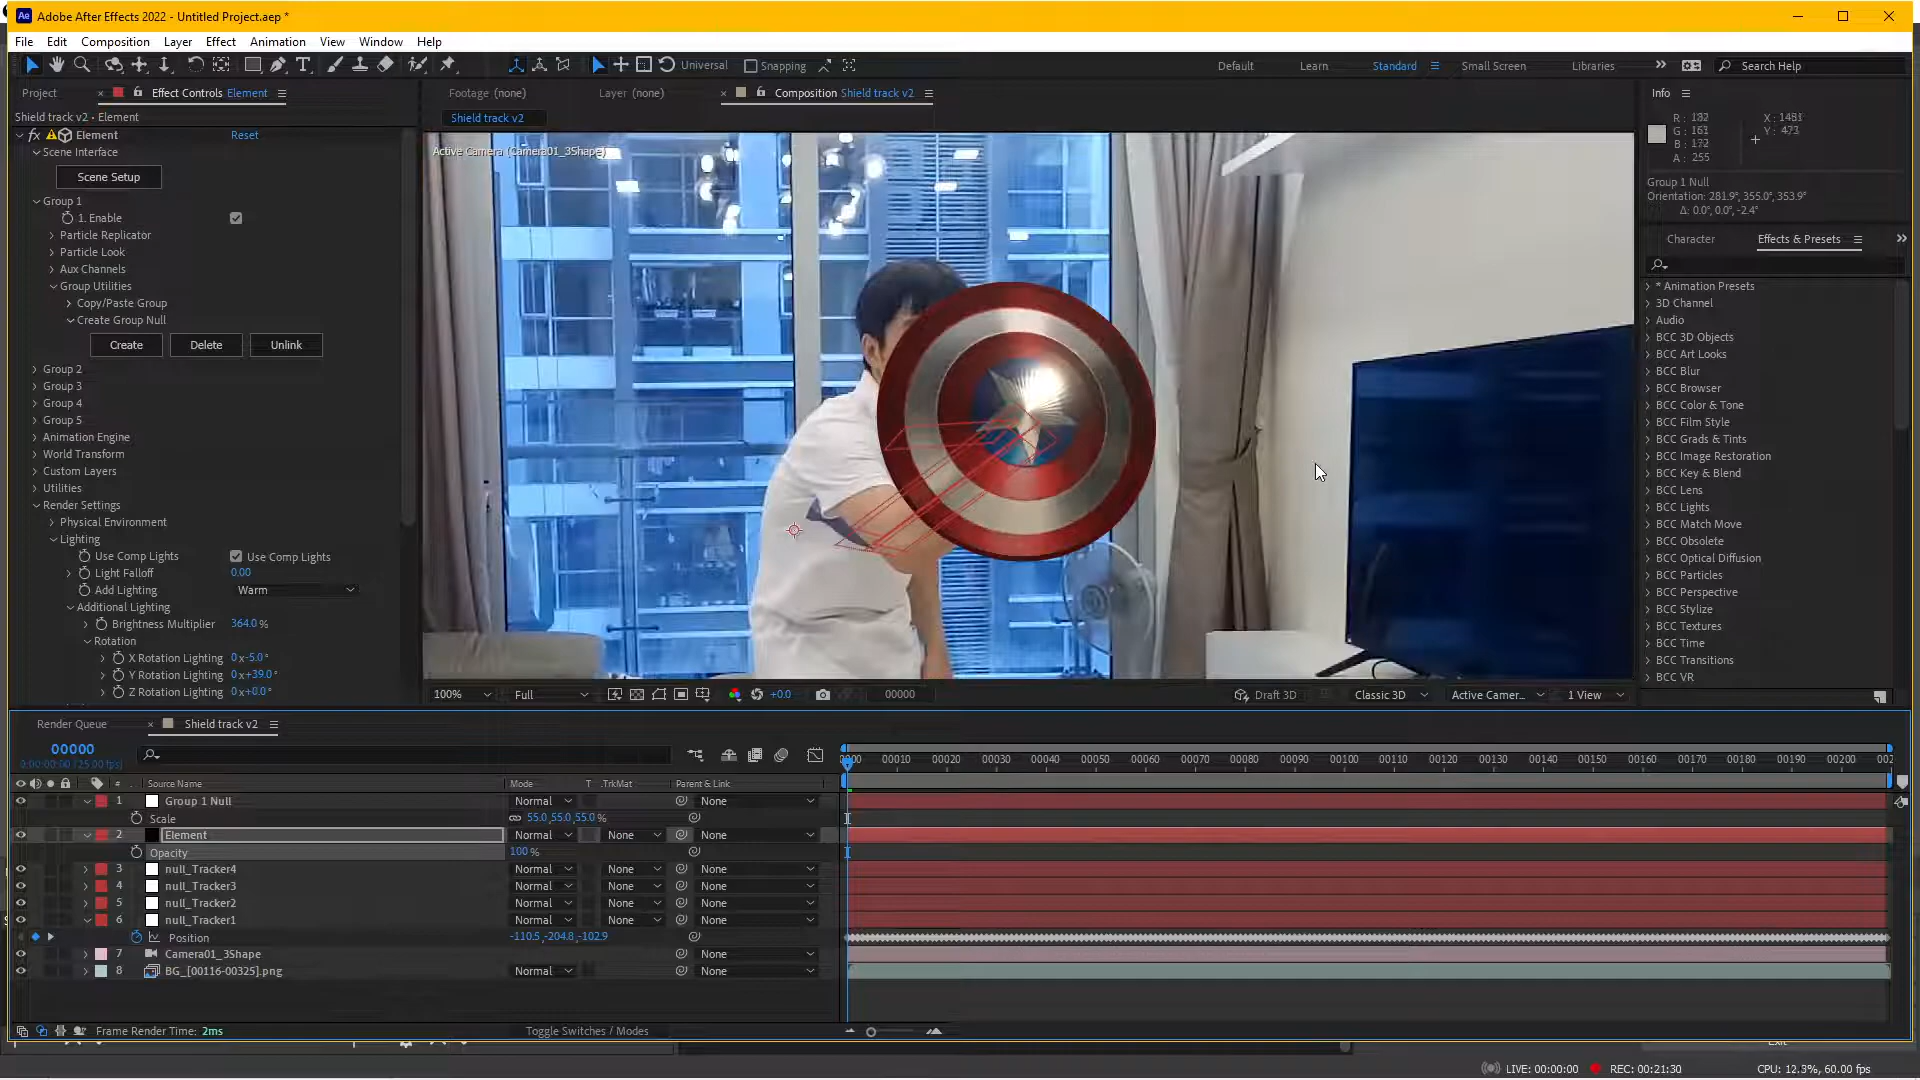 Adobe After Effects 2022 - Untitled Project.aep *
File Edit Composition Layer Effect Animation View Window Help
Universal Snapping Default Learn Standard Small Screen Libraries Search Help
Project Effect Controls Element Footage (none) Layer (none) Composition Shield track v2 Info
Shield track v2 • Element
Shield track v2
fx Element Reset
Active Camera (Camera01_3Shape)
R : 182
G : 161
B : 172
A : 255
X : 1481
Y : 473
Scene Interface
Scene Setup
Group 1
1. Enable
Particle Replicator
Particle Look
Aux Channels
Group Utilities
Copy/Paste Group
Create Group Null
Create Delete Unlink
Group 2
Group 3
Group 4
Group 5
Animation Engine
World Transform
Custom Layers
Utilities
Render Settings
Physical Environment
Lighting
Use Comp Lights Use Comp Lights
Light Falloff 0.00
Add Lighting Warm
Additional Lighting
Brightness Multiplier 364.0 %
Rotation
X Rotation Lighting 0 x -5.0 °
Y Rotation Lighting 0 x +39.0 °
Z Rotation Lighting 0 x +0.0 °
Group 1 Null
Orientation: 281.9°, 355.0°, 353.9°
Δ: 0.0°, 0.0°, -2.4°
Character Effects & Presets
* Animation Presets
3D Channel
Audio
BCC 3D Objects
BCC Art Looks
BCC Blur
BCC Browser
BCC Color & Tone
BCC Film Style
BCC Grads & Tints
BCC Image Restoration
BCC Key & Blend
BCC Lens
BCC Lights
BCC Match Move
BCC Obsolete
BCC Optical Diffusion
BCC Particles
BCC Perspective
BCC Stylize
BCC Textures
BCC Time
BCC Transitions
BCC VR
100% Full +0.0 00000 Draft 3D Classic 3D Active Camer... 1 View
Render Queue Shield track v2
00000
0:00:00:00 (25.00 fps)
00010 00020 00030 00040 00050 00060 00070 00080 00090 00100 00110 00120 00130 00140 00150 00160 00170 00180 00190 00200
# Source Name Mode T .TrkMat Parent & Link
1 Group 1 Null Normal None
Scale 55.0,55.0,55.0 %
2 Element Normal None None
Opacity 100 %
3 null_Tracker4 Normal None None
4 null_Tracker3 Normal None None
5 null_Tracker2 Normal None None
6 null_Tracker1 Normal None None
Position -110.5,-204.8,-102.9
7 Camera01_3Shape None
8 BG_[00116-00325].png Normal None
Frame Render Time: 2ms Toggle Switches / Modes
LIVE: 00:00:00 REC: 00:21:30 CPU: 12.3%, 60.00 fps